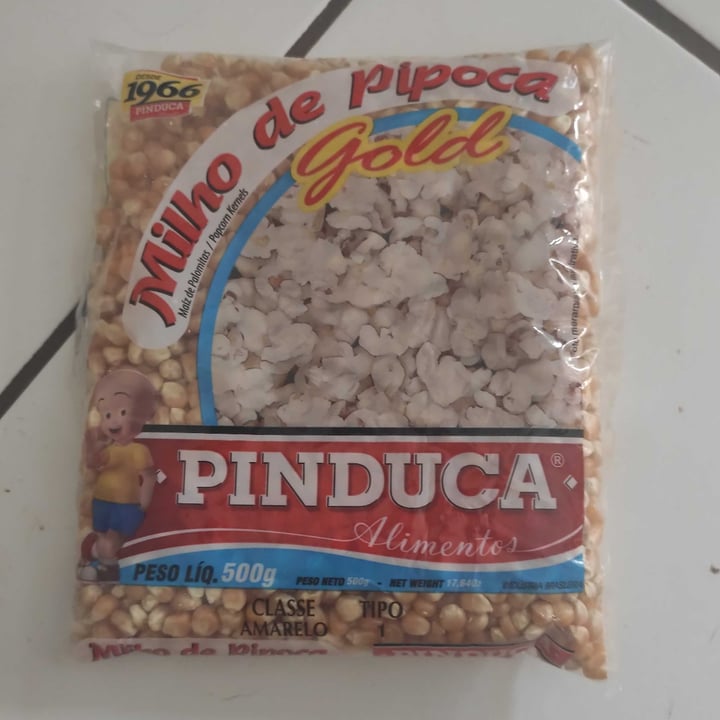 DESDE
1966
PINDUCA
Milho de Pipoca
Gold
Maíz de Palomitas / Popcorn Kernels
PINDUCA®
Alimentos
PESO LÍQ. 500g
PESO NETO 500g - NET WEIGHT 17,640z
INDÚSTRIA BRASILEIRA
CLASSE TIPO
AMARELO 1
Milho de Pipoca